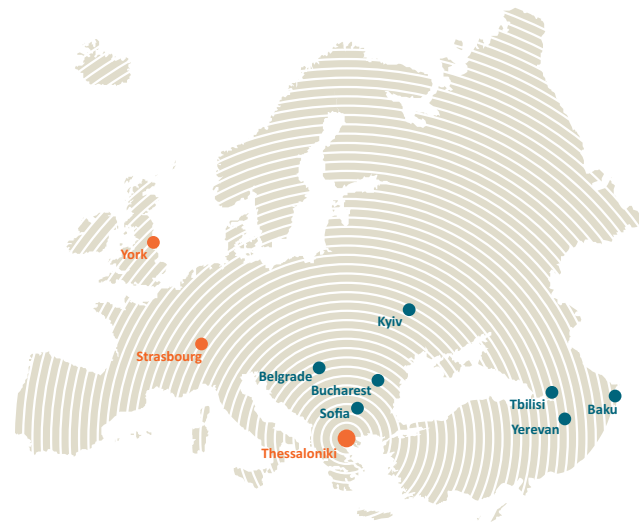 York
Kyiv
Strasbourg
Belgrade
Bucharest
Sofia
Tbilisi
Baku
Yerevan
Thessaloniki